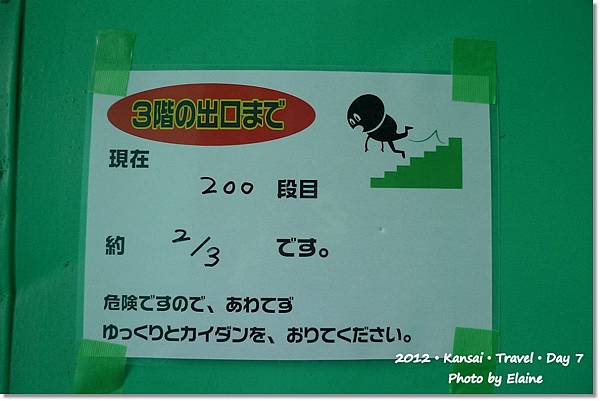 3階の出口まで
現在
200 段目
約 2/3 です。
危険ですので、あわてず
ゆっくりとカイダンを、おりてください。
2012・Kansai・Travel・Day 7
Photo by Elaine